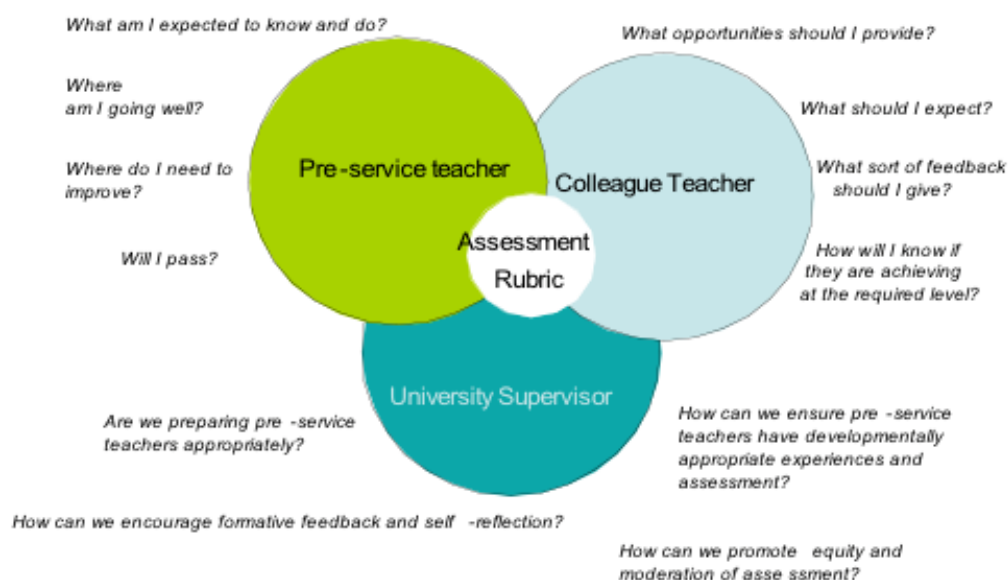 What am I expected to know and do?
What opportunities should I provide?
Where
am I going well?
What should I expect?
Where do I need to
improve?
Pre -service teacher
Colleague Teacher
What sort of feedback
should I give?
Will I pass?
Assessment
Rubric
How will I know if
they are achieving
at the required level?
University Supervisor
Are we preparing pre -service
teachers appropriately?
How can we ensure pre -service
teachers have developmentally
appropriate experiences and
assessment?
How can we encourage formative feedback and self -reflection?
How can we promote equity and
moderation of asse ssment?